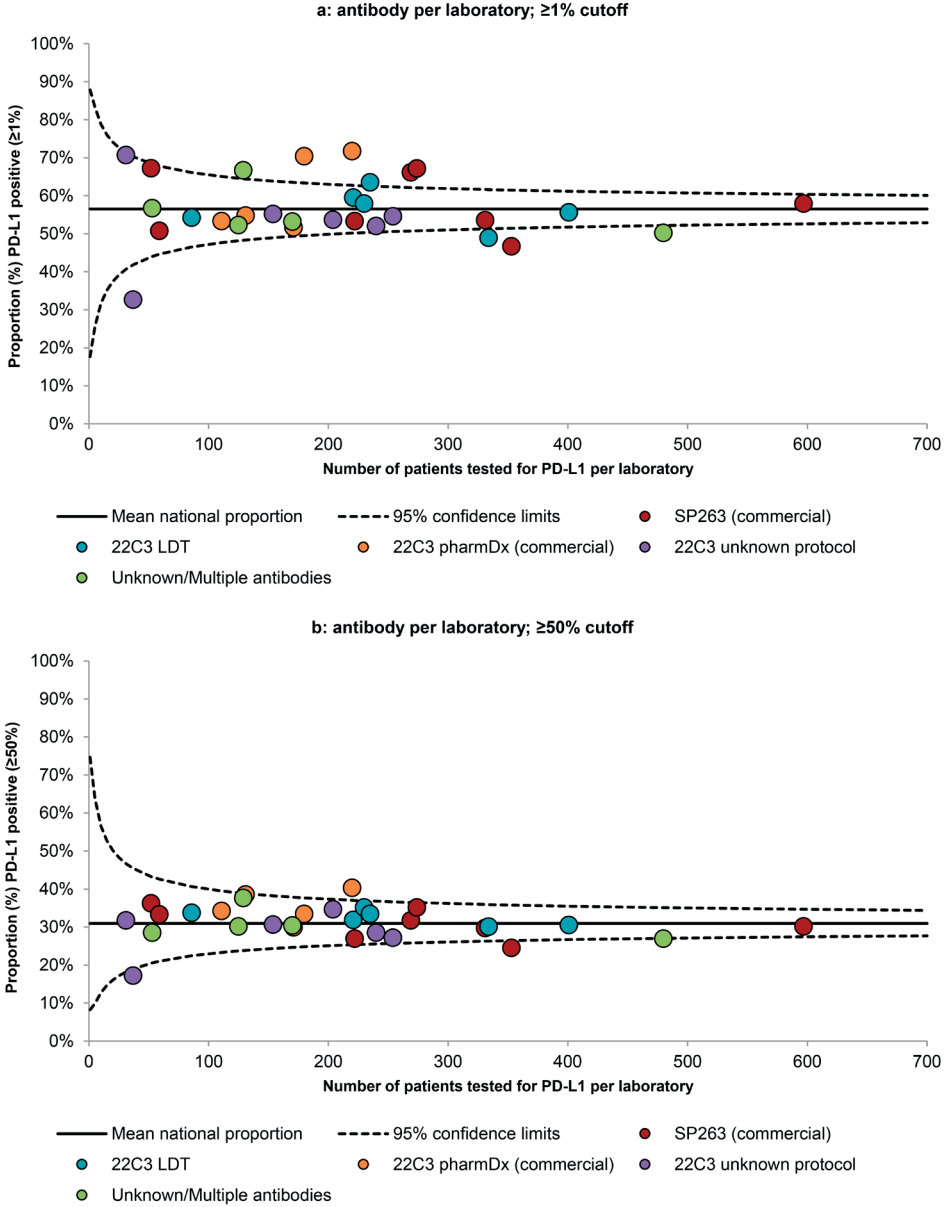 a: antibody per laboratory; ≥1% cutoff
100%
90%
80%
70%
60%
50%
40%
30%
20%
10%
0%
Proportion (%) PD-L1 positive (≥1%)
0 100 200 300 400 500 600 700
Number of patients tested for PD-L1 per laboratory
Mean national proportion 95% confidence limits SP263 (commercial)
22C3 LDT 22C3 pharmDx (commercial) 22C3 unknown protocol
Unknown/Multiple antibodies
b: antibody per laboratory; ≥50% cutoff
100%
90%
80%
70%
60%
50%
40%
30%
20%
10%
0%
Proportion (%) PD-L1 positive (≥50%)
0 100 200 300 400 500 600 700
Number of patients tested for PD-L1 per laboratory
Mean national proportion 95% confidence limits SP263 (commercial)
22C3 LDT 22C3 pharmDx (commercial) 22C3 unknown protocol
Unknown/Multiple antibodies